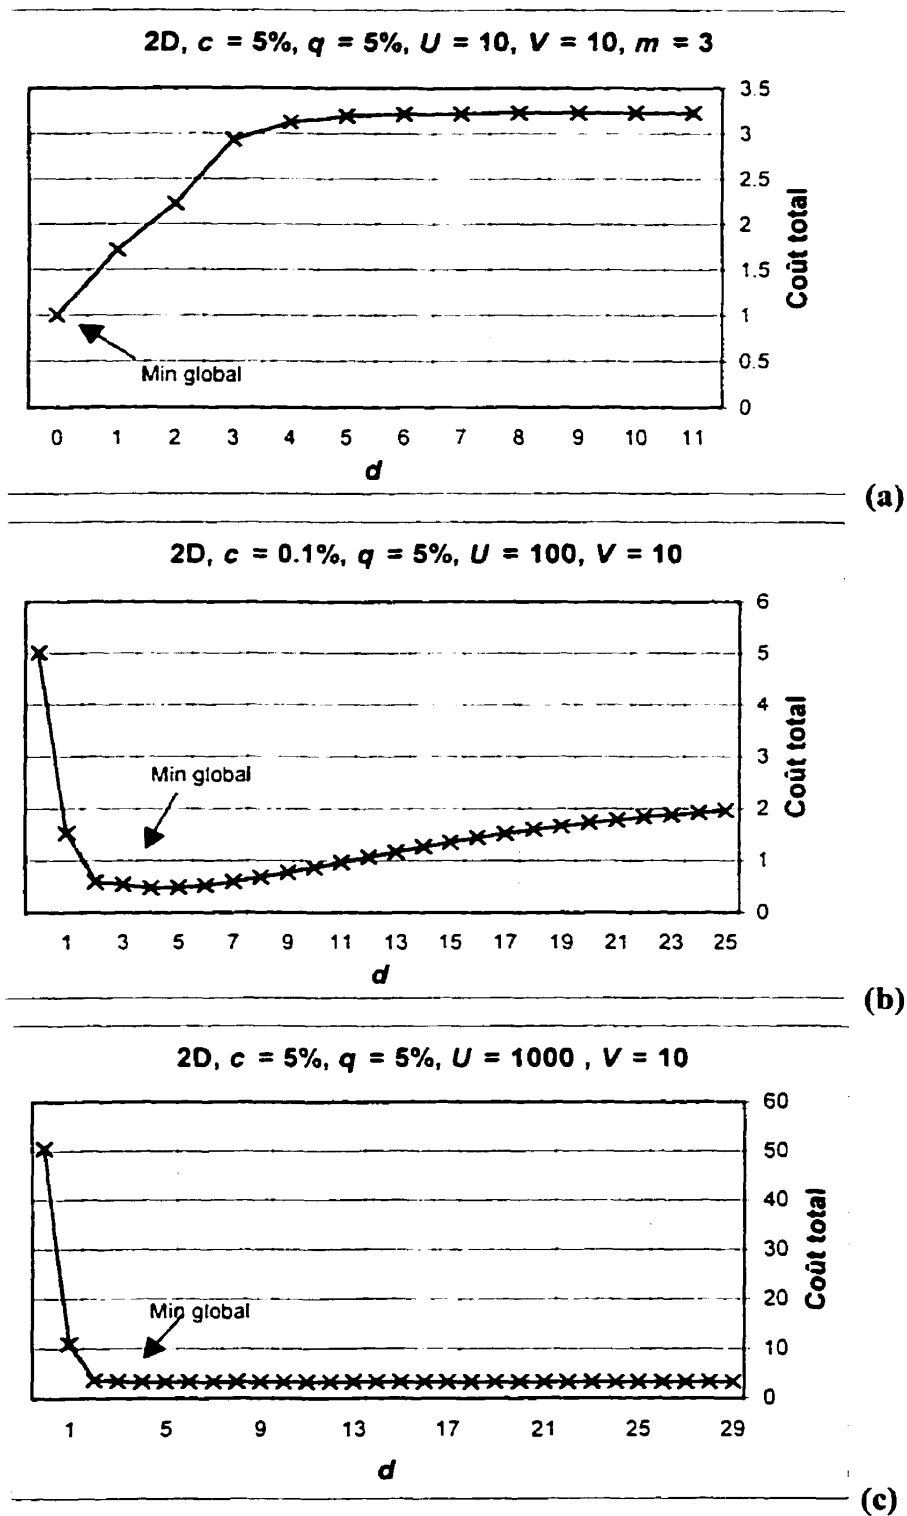 2D, c = 5%, q = 5%, U = 10, V = 10, m = 3
3.5
3
2.5
2
1.5
1
0.5
0
Coût total
Min global
0 1 2 3 4 5 6 7 8 9 10 11
d
(a)
2D, c = 0.1%, q = 5%, U = 100, V = 10
6
5
4
3
2
1
0
Coût total
Min global
1 3 5 7 9 11 13 15 17 19 21 23 25
d
(b)
2D, c = 5%, q = 5%, U = 1000 , V = 10
60
50
40
30
20
10
0
Coût total
Min global
1 5 9 13 17 21 25 29
d
(c)